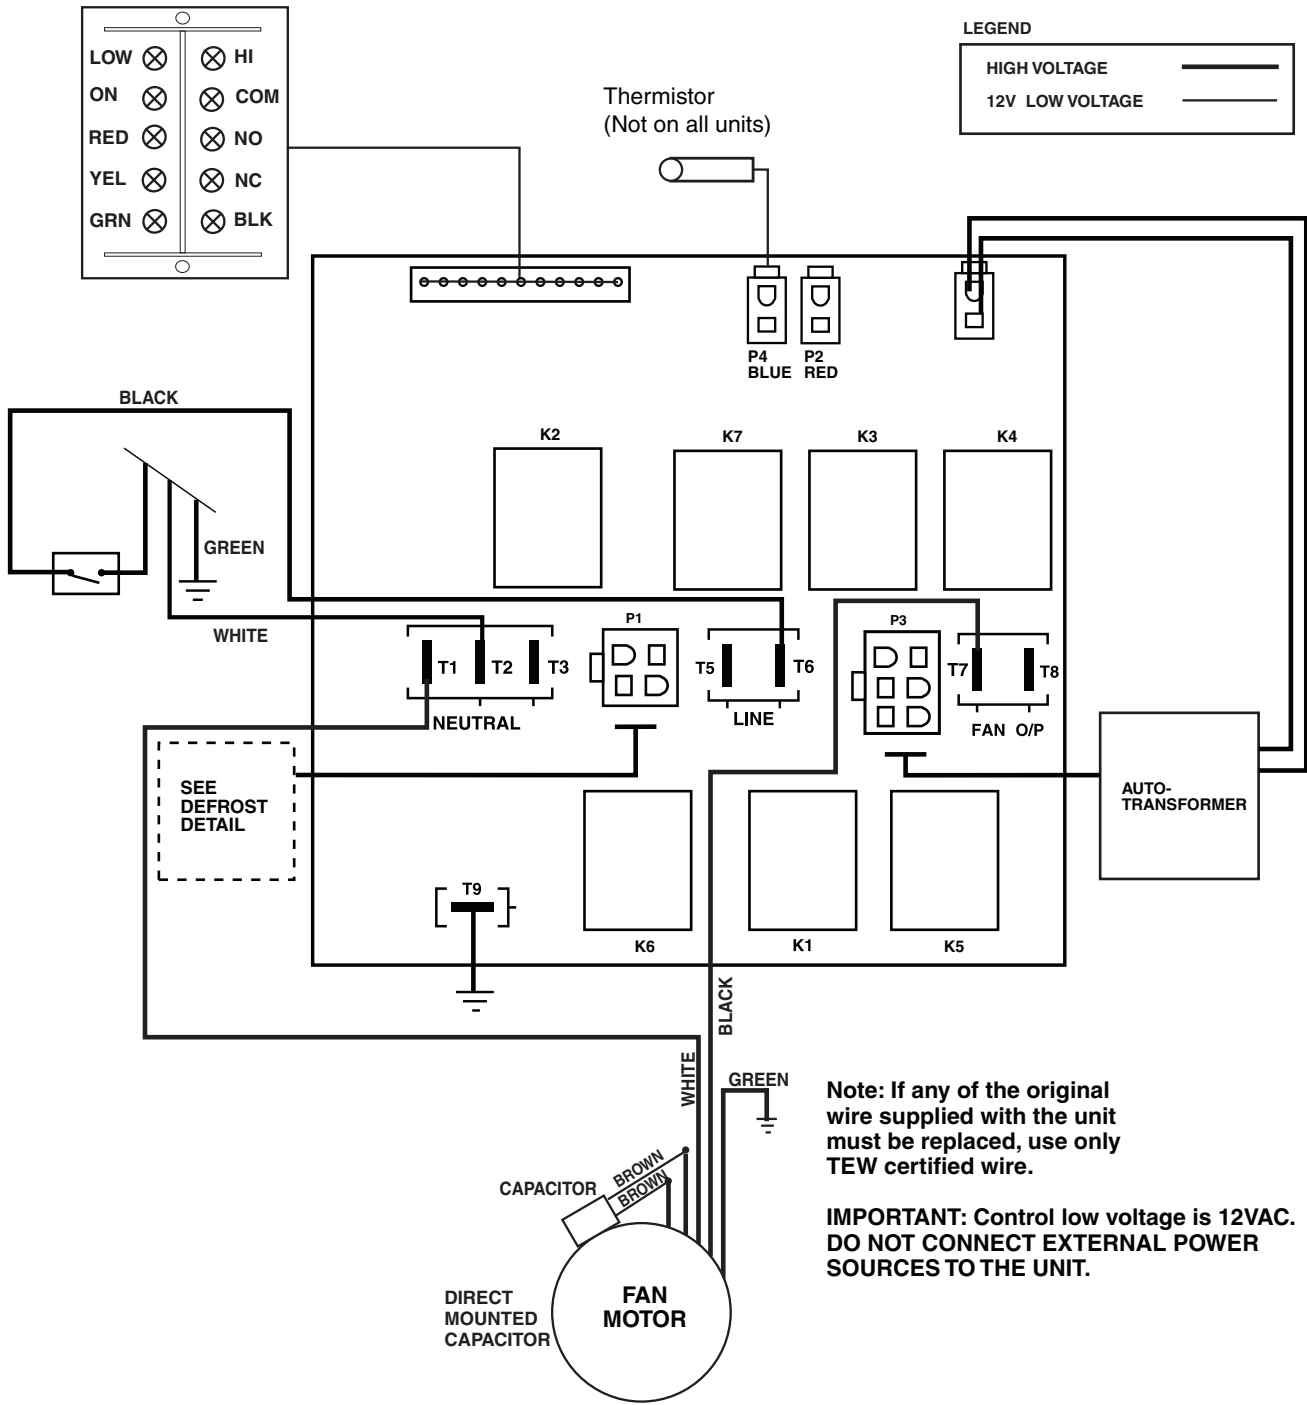 LEGEND
HIGH VOLTAGE
12V LOW VOLTAGE
LOW HI
ON COM
RED NO
YEL NC
GRN BLK
Thermistor
(Not on all units)
P4
BLUE
P2
RED
BLACK
K2
K7
K3
K4
GREEN
WHITE
P1
P3
T1
T2
T3
T5
T6
T7
T8
NEUTRAL
LINE
FAN O/P
SEE
DEFROST
DETAIL
AUTO-
TRANSFORMER
T9
K6
K1
K5
BLACK
WHITE
GREEN
BROWN
BROWN
CAPACITOR
DIRECT
MOUNTED
CAPACITOR
FAN
MOTOR
Note: If any of the original
wire supplied with the unit
must be replaced, use only
TEW certified wire.
IMPORTANT: Control low voltage is 12VAC.
DO NOT CONNECT EXTERNAL POWER
SOURCES TO THE UNIT.